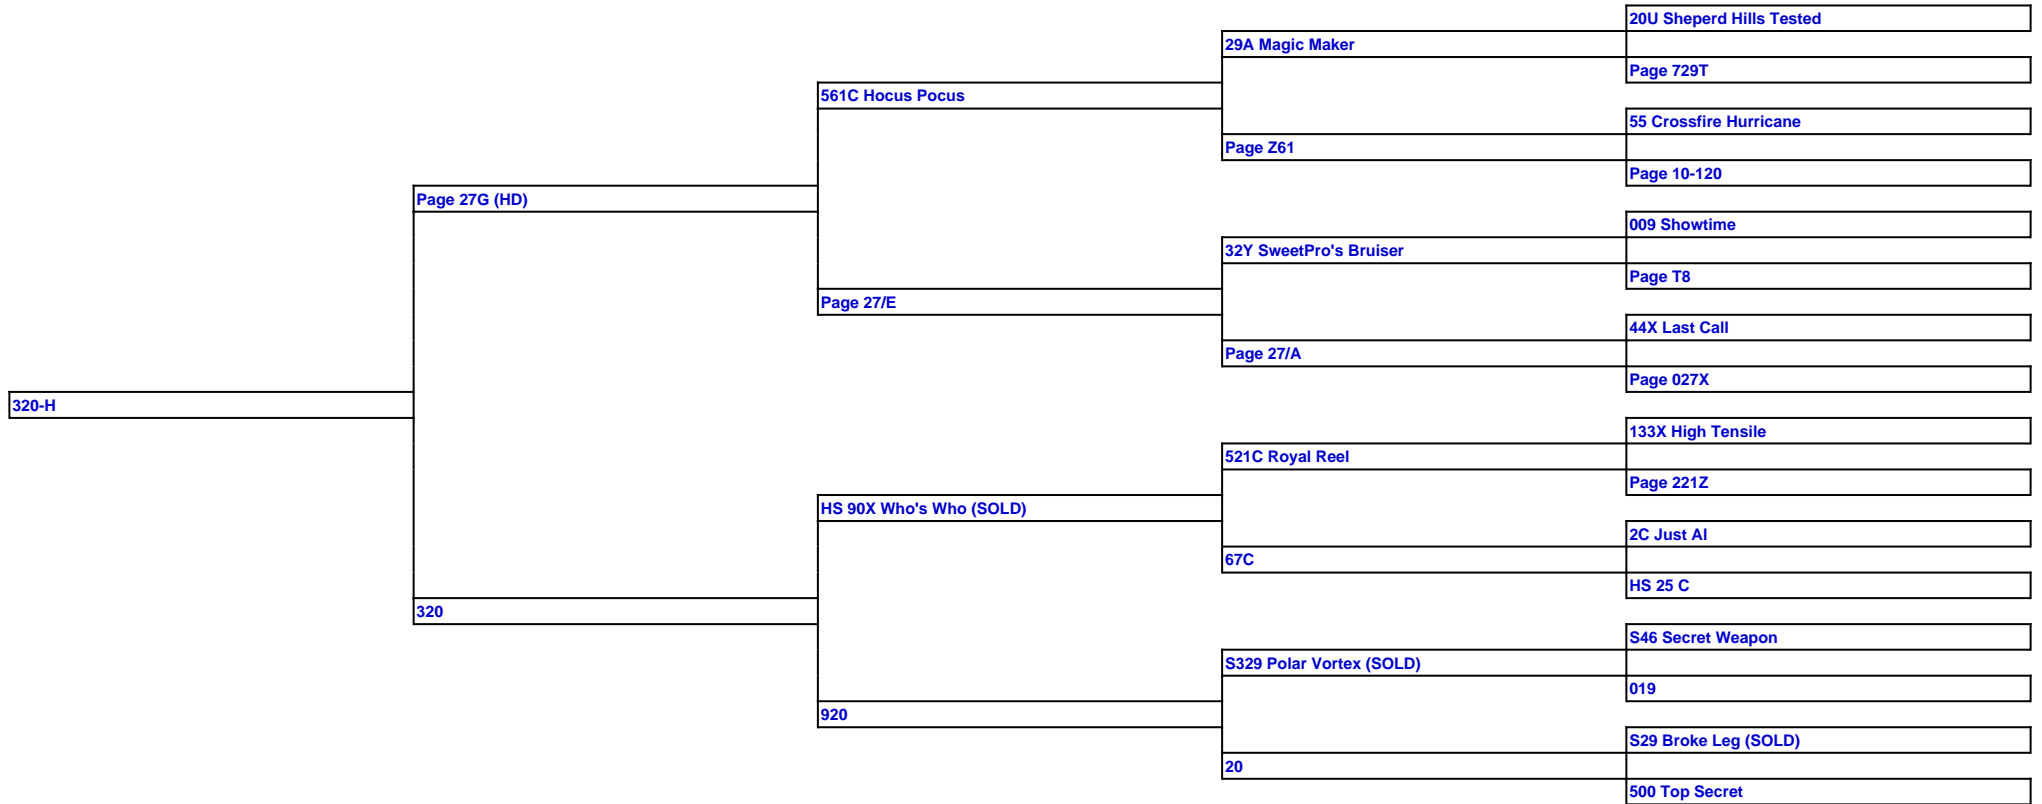 20U Sheperd Hills Tested
29A Magic Maker
Page 729T
561C Hocus Pocus
55 Crossfire Hurricane
Page Z61
Page 10-120
Page 27G (HD)
009 Showtime
32Y SweetPro's Bruiser
Page T8
Page 27/E
44X Last Call
Page 27/A
Page 027X
320-H
133X High Tensile
521C Royal Reel
Page 221Z
HS 90X Who's Who (SOLD)
2C Just Al
67C
HS 25 C
320
S46 Secret Weapon
S329 Polar Vortex (SOLD)
019
920
S29 Broke Leg (SOLD)
20
500 Top Secret